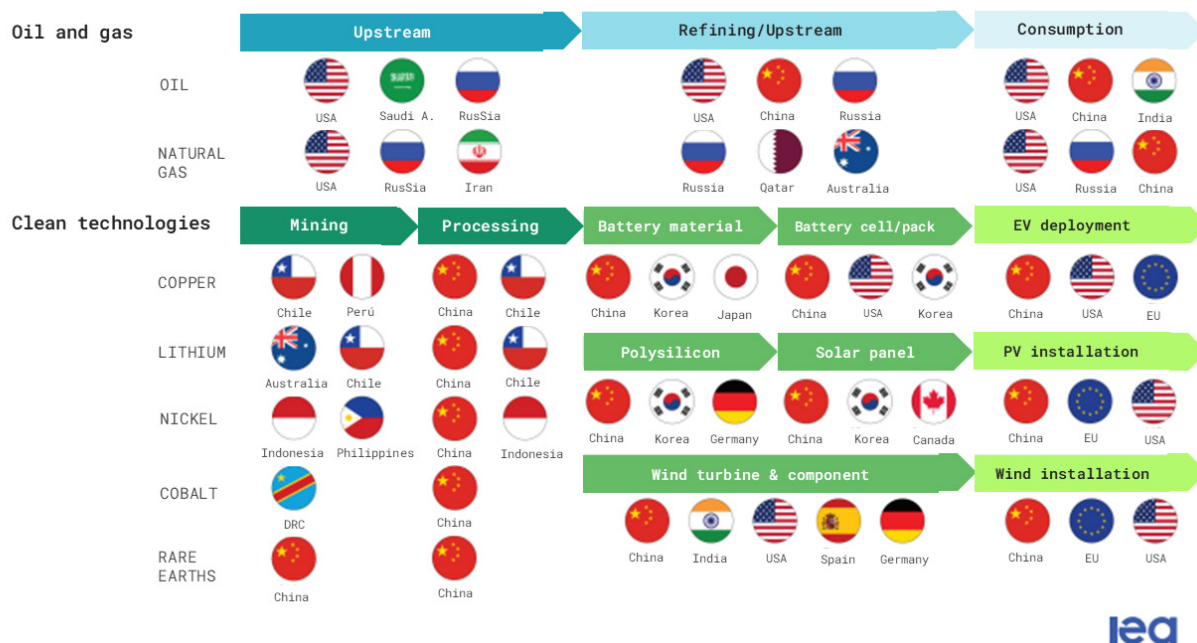 Oil and gas
Upstream
Refining/Upstream
Consumption
OIL
USA
Saudi A.
RusSia
USA
China
Russia
USA
China
India
NATURAL
GAS
USA
RusSia
Iran
Russia
Qatar
Australia
USA
Russia
China
Clean technologies
Mining
Processing
Battery material
Battery cell/pack
EV deployment
COPPER
Chile
Perú
China
Chile
China
Korea
Japan
China
USA
Korea
China
USA
EU
LITHIUM
Australia
Chile
China
Chile
Polysilicon
Solar panel
PV installation
NICKEL
Indonesia
Philippines
China
Indonesia
China
Korea
Germany
China
Korea
Canada
China
EU
USA
COBALT
DRC
China
Wind turbine & component
Wind installation
China
India
USA
Spain
Germany
China
EU
USA
RARE
EARTHS
China
China
iea